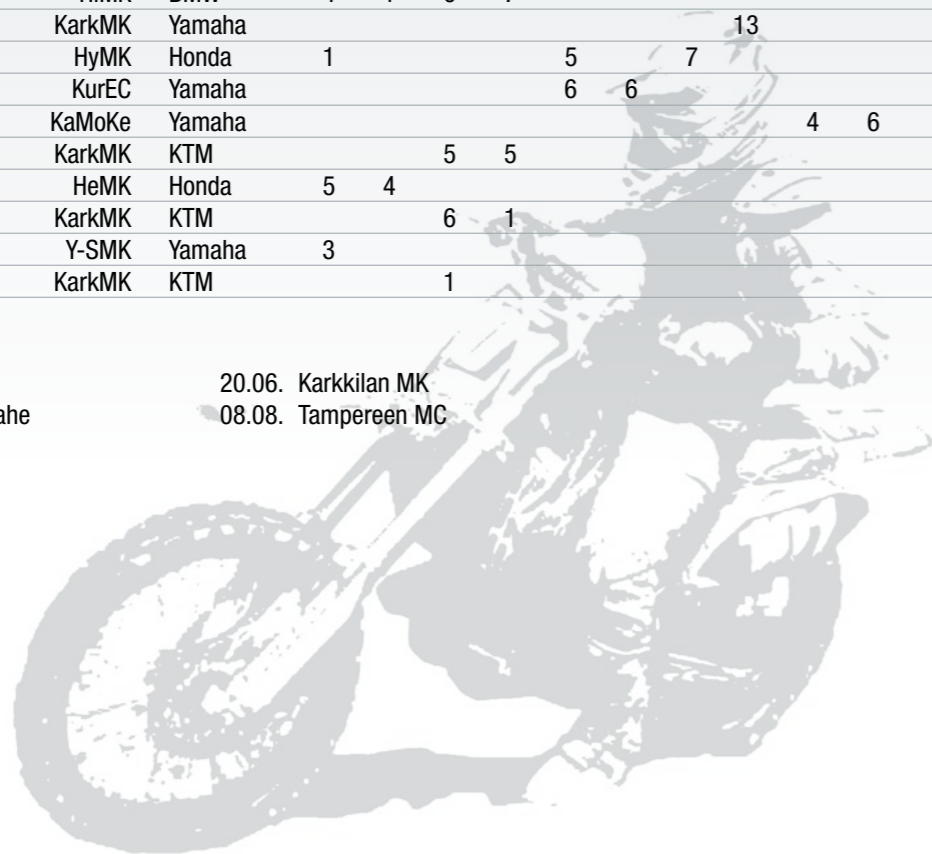 KarkMK Yamaha 13
HyMK Honda 1 5 7
KurEC Yamaha 6 6
KaMoKe Yamaha 4 6
KarkMK KTM 5 5
HeMK Honda 5 4
KarkMK KTM 6 1
Y-SMK Yamaha 3
KarkMK KTM 1
20.06. Karkkilan MK
ahe 08.08. Tampereen MC